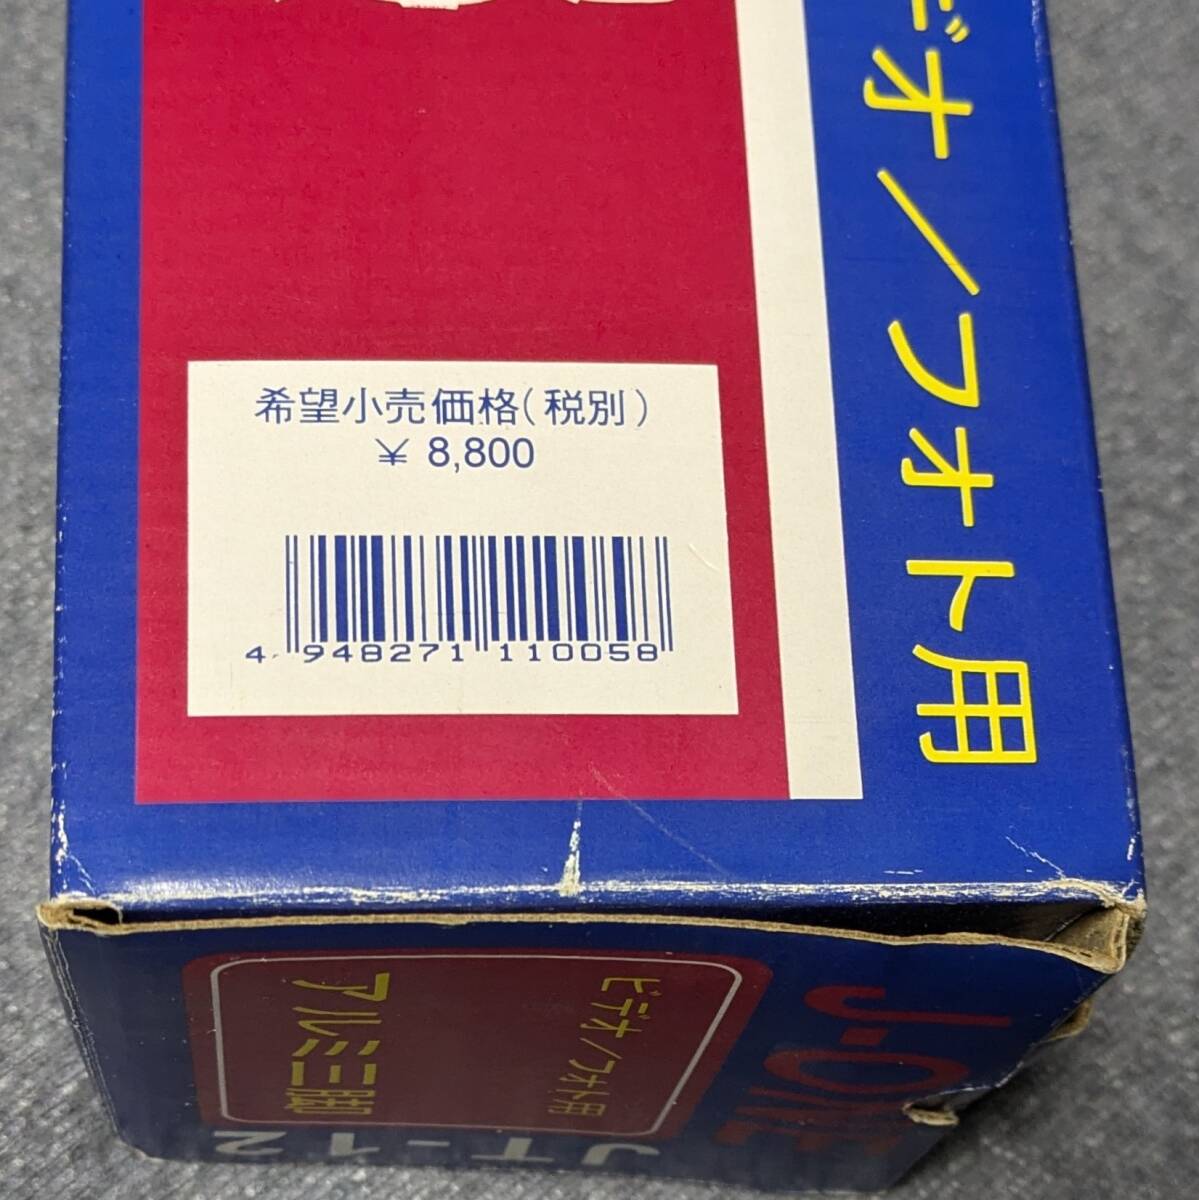 デオ/フォト用
希望小売価格(税別)
¥ 8,800
4 948271 110058
J-ONE
ビデオ/フォト用
アルミ三脚
JT-12